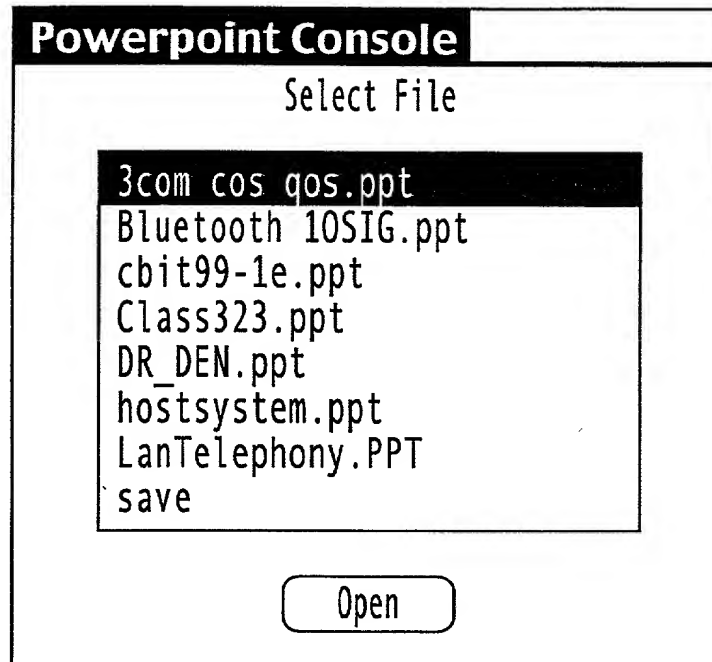 Powerpoint Console
Select File
3com cos qos.ppt
Bluetooth 10SIG.ppt
cbit99-1e.ppt
Class323.ppt
DR_DEN.ppt
hostsystem.ppt
LanTelephony.PPT
save
Open